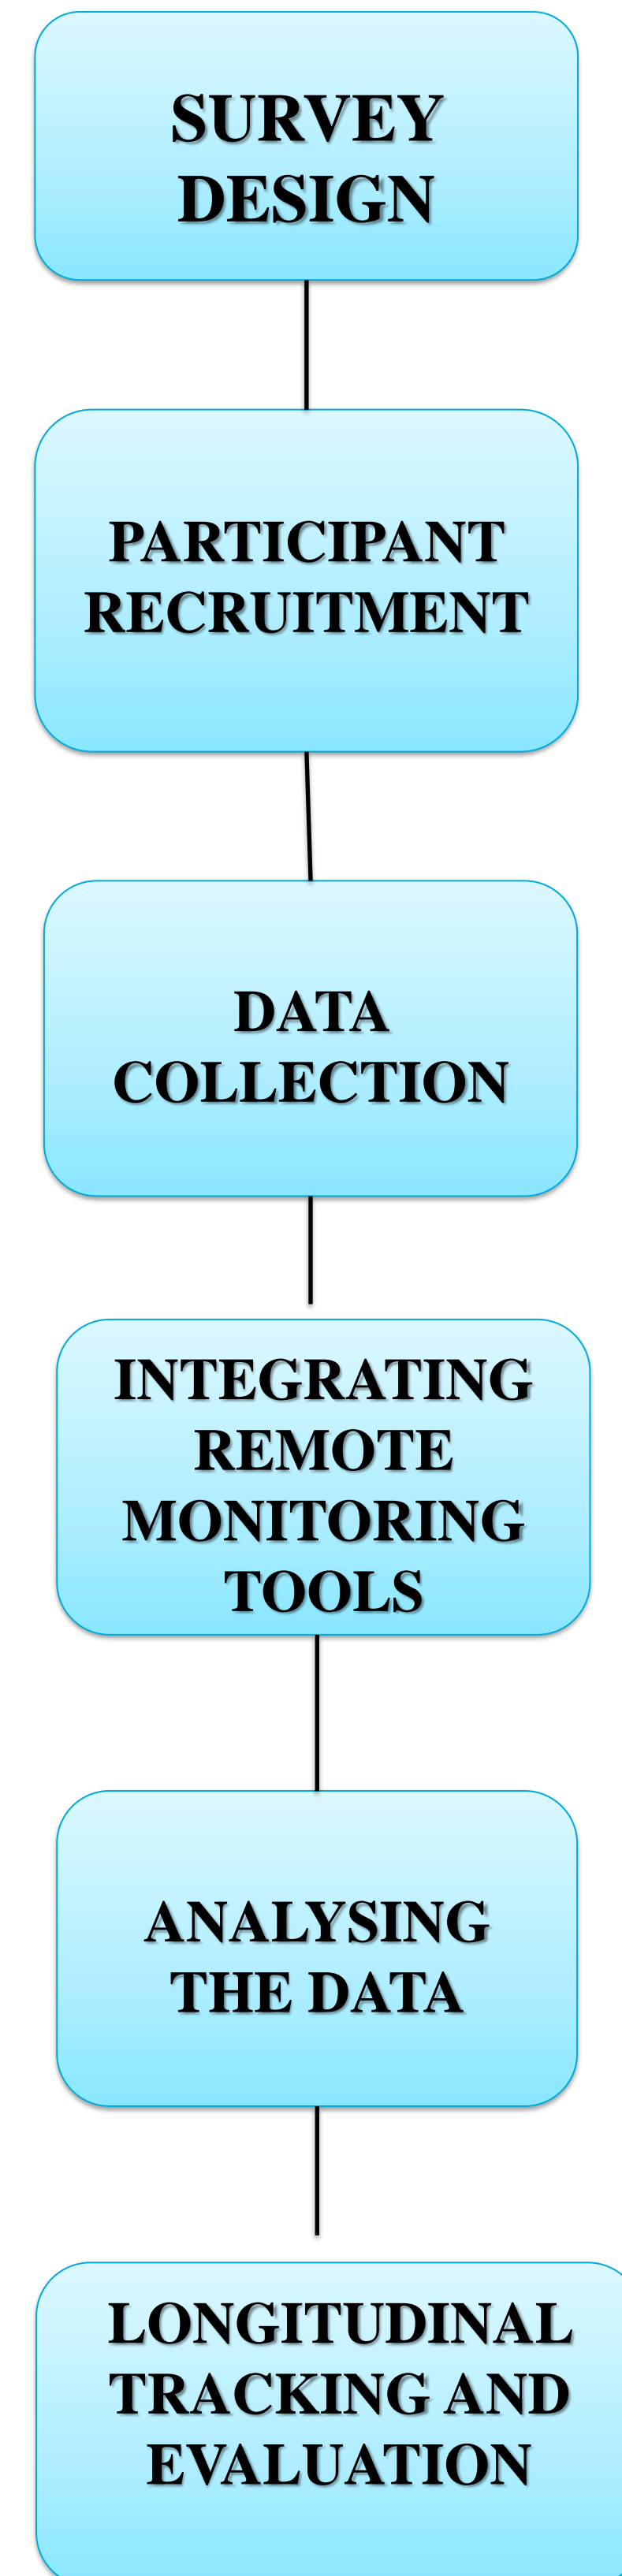 SURVEY
DESIGN
PARTICIPANT
RECRUITMENT
DATA
COLLECTION
INTEGRATING
REMOTE
MONITORING
TOOLS
ANALYSING
THE DATA
LONGITUDINAL
TRACKING AND
EVALUATION